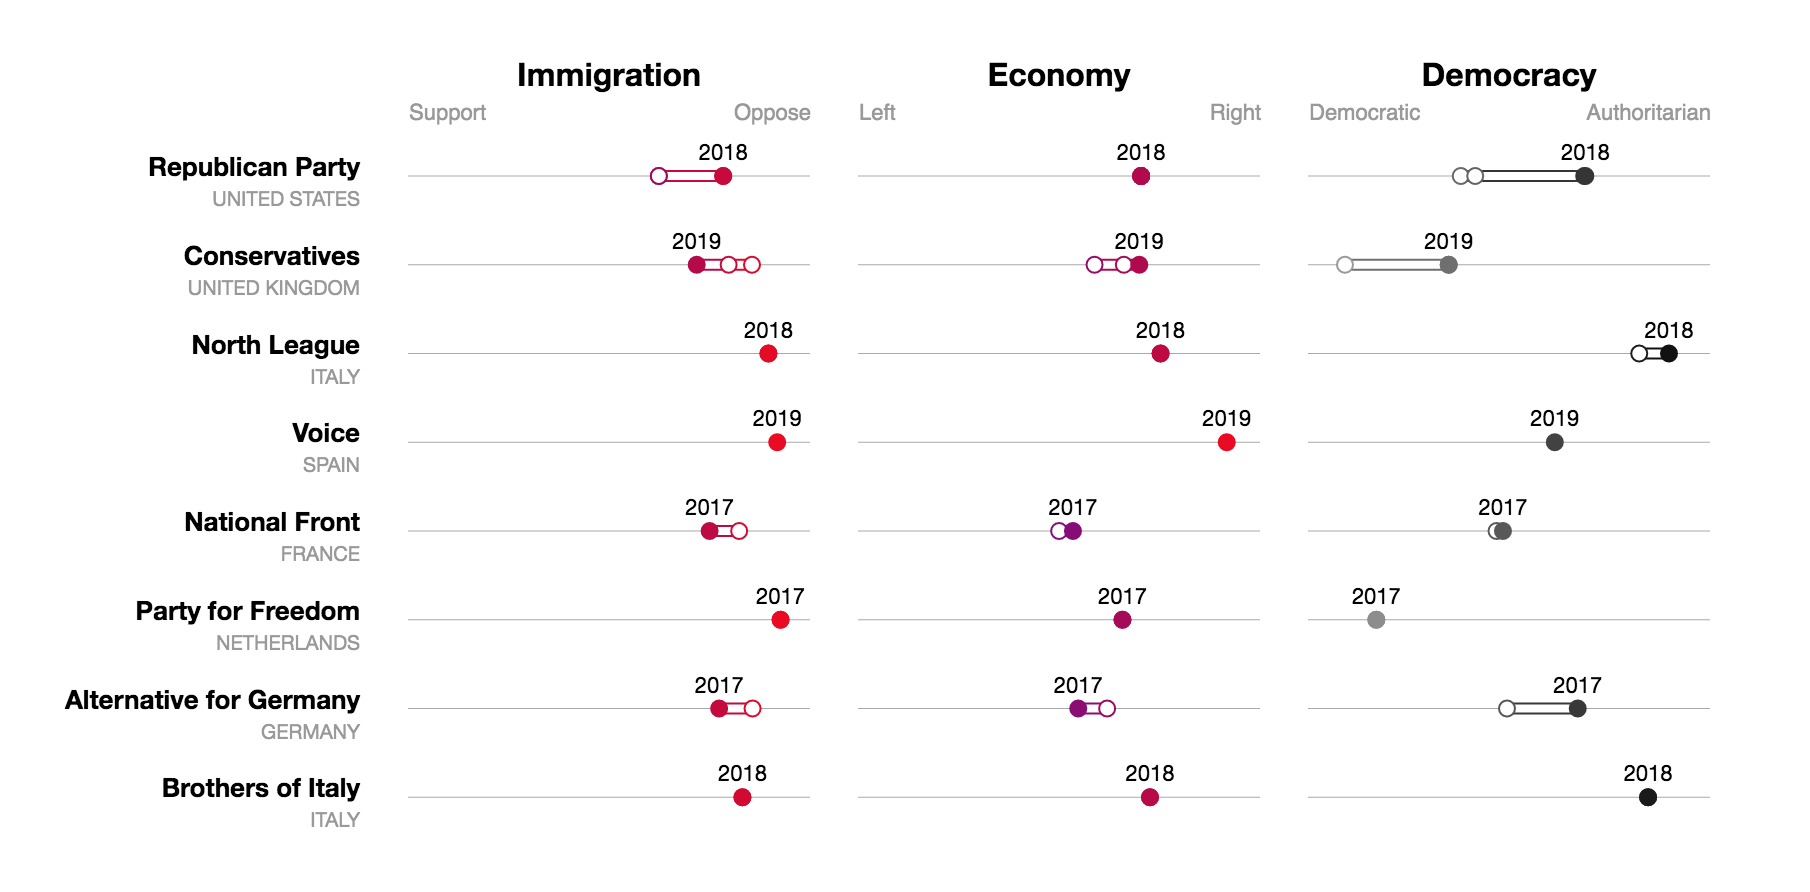 Immigration Economy Democracy
Support Oppose Left Right Democratic Authoritarian
2018 2018 2018
Republican Party
UNITED STATES
2019 2019 2019
Conservatives
UNITED KINGDOM
2018 2018 2018
North League
ITALY
2019 2019 2019
Voice
SPAIN
2017 2017 2017
National Front
FRANCE
2017 2017 2017
Party for Freedom
NETHERLANDS
2017 2017 2017
Alternative for Germany
GERMANY
2018 2018 2018
Brothers of Italy
ITALY